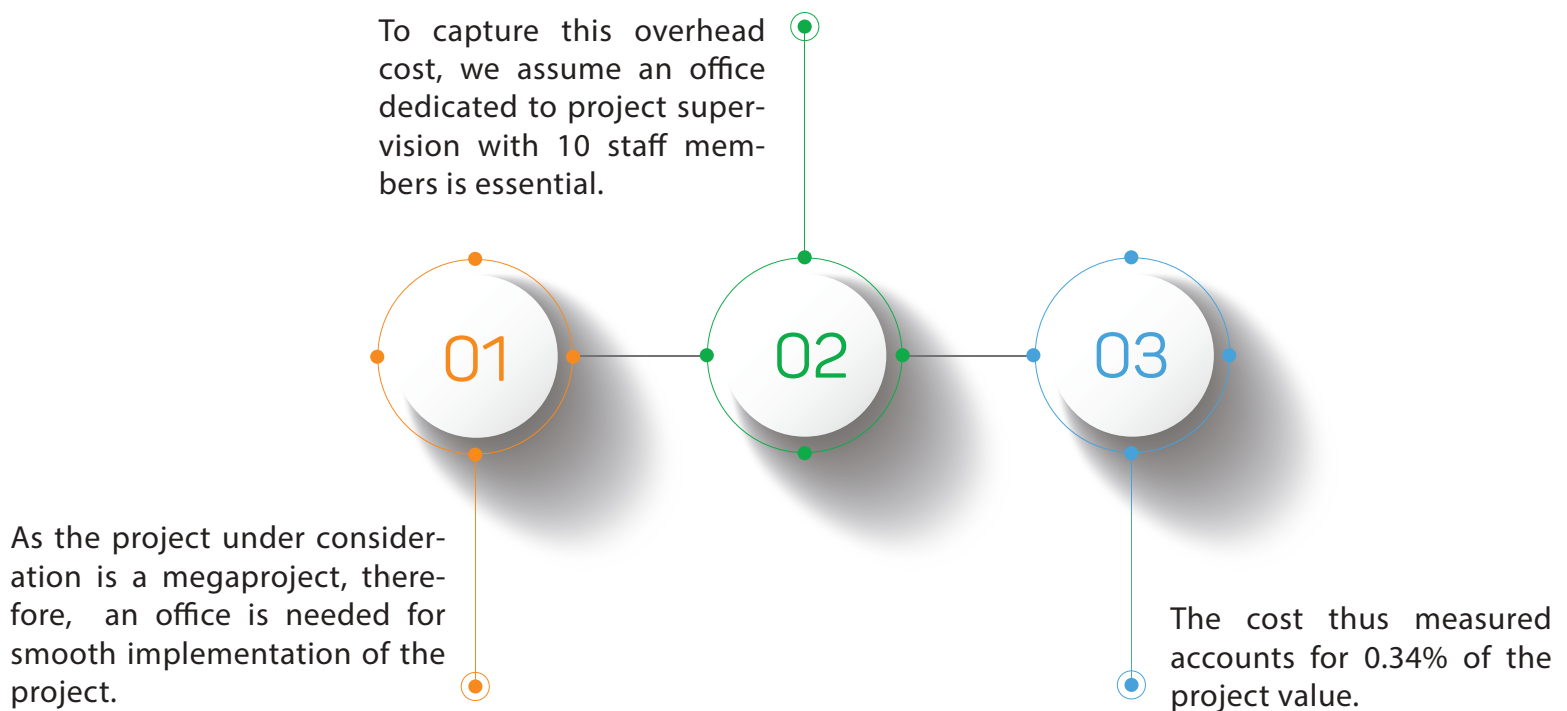 01
As the project under consider-
ation is a megaproject, there-
fore, an office is needed for
smooth implementation of the
project.
02
To capture this overhead
cost, we assume an office
dedicated to project super-
vision with 10 staff mem-
bers is essential.
03
The cost thus measured
accounts for 0.34% of the
project value.